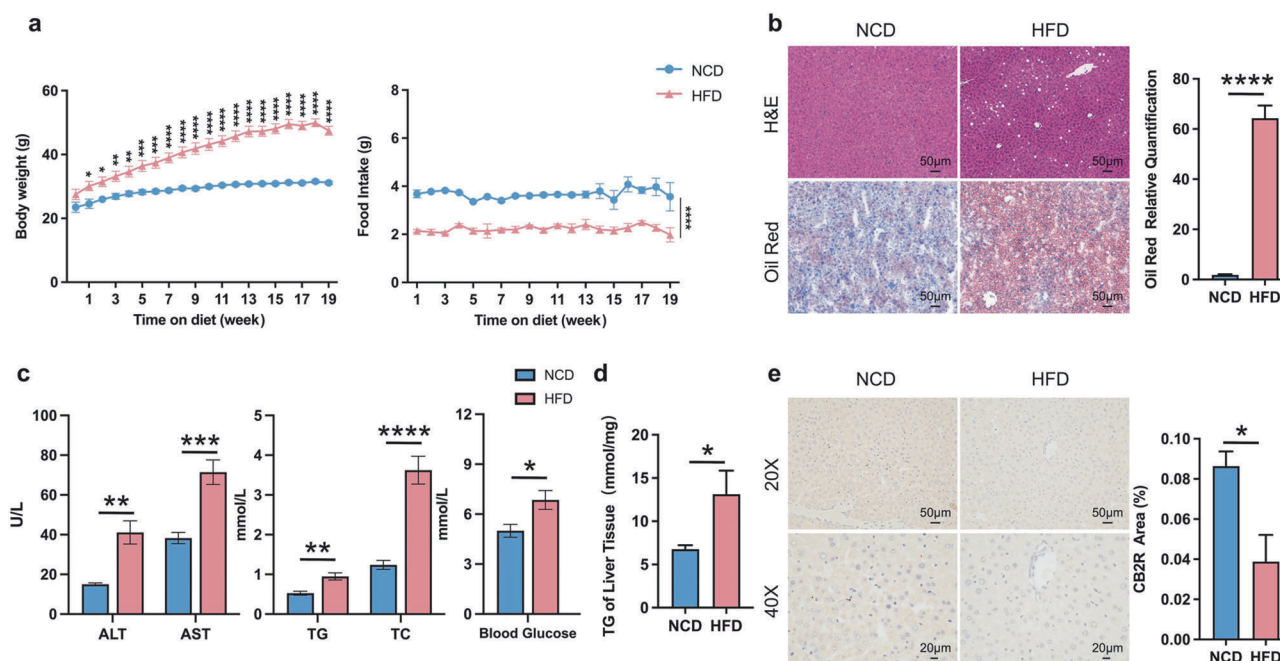 a
Body weight (g)
60
40
20
0
* * ** ** *** *** **** **** **** **** **** **** **** **** **** **** **** **** ****
1 3 5 7 9 11 13 15 17 19
Time on diet (week)
NCD
HFD
Food Intake (g)
8
6
4
2
0
****
1 3 5 7 9 11 13 15 17 19
Time on diet (week)
b
NCD HFD
H&E
50μm 50μm
Oil Red
50μm 50μm
Oil Red Relative Quantification
80
60
40
20
0
****
NCD HFD
c
NCD
HFD
U/L
100
80
60
40
20
0
**
***
ALT AST
mmol/L
5
4
3
2
1
0
**
****
TG TC
mmol/L
12
9
6
3
0
*
Blood Glucose
d
TG of Liver Tissue (mmol/mg)
20
15
10
5
0
*
NCD HFD
e
NCD HFD
20X
50μm 50μm
40X
20μm 20μm
CB2R Area (%)
0.10
0.08
0.06
0.04
0.02
0.00
*
NCD HFD